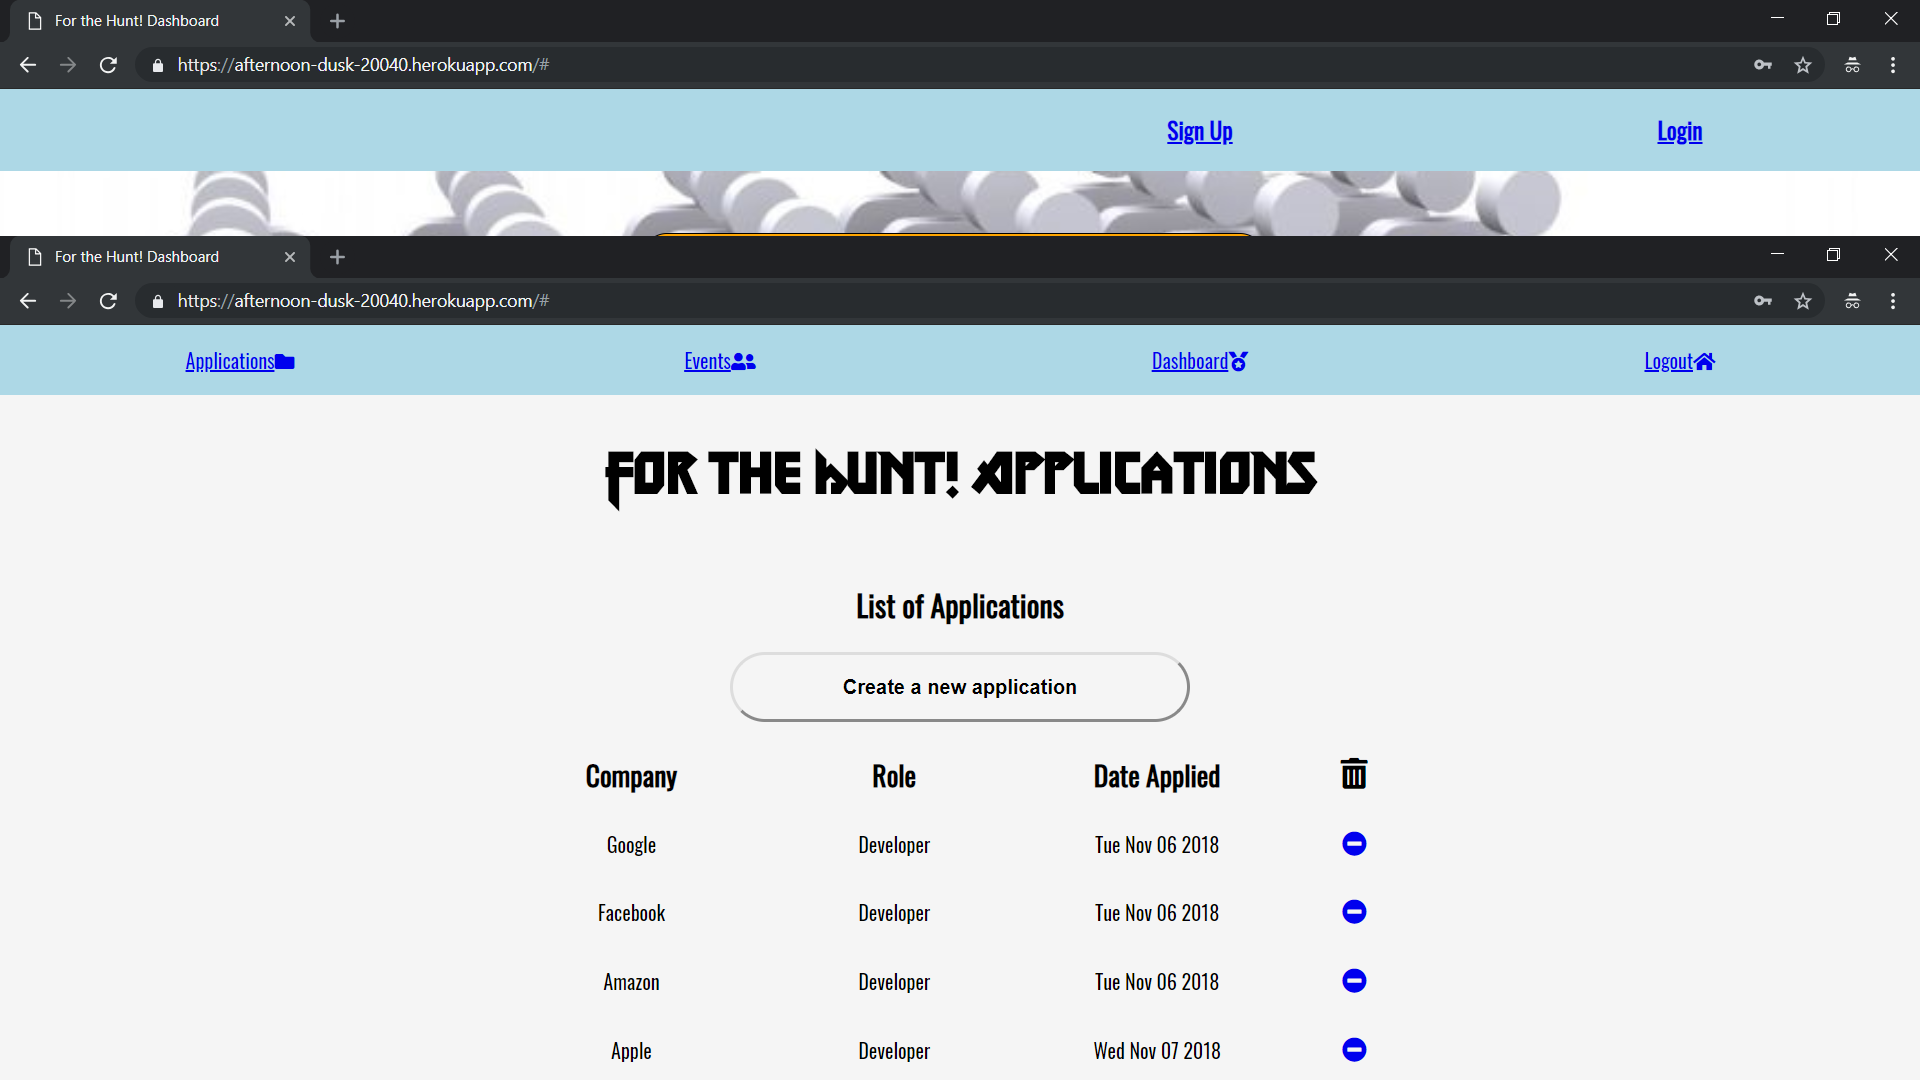 For the Hunt! Dashboard
https://afternoon-dusk-20040.herokuapp.com/#
Sign Up Login
For the Hunt! Dashboard
https://afternoon-dusk-20040.herokuapp.com/#
Applications Events Dashboard Logout
For the Hunt! Applications
List of Applications
Create a new application
Company Role Date Applied
Google Developer Tue Nov 06 2018
Facebook Developer Tue Nov 06 2018
Amazon Developer Tue Nov 06 2018
Apple Developer Wed Nov 07 2018